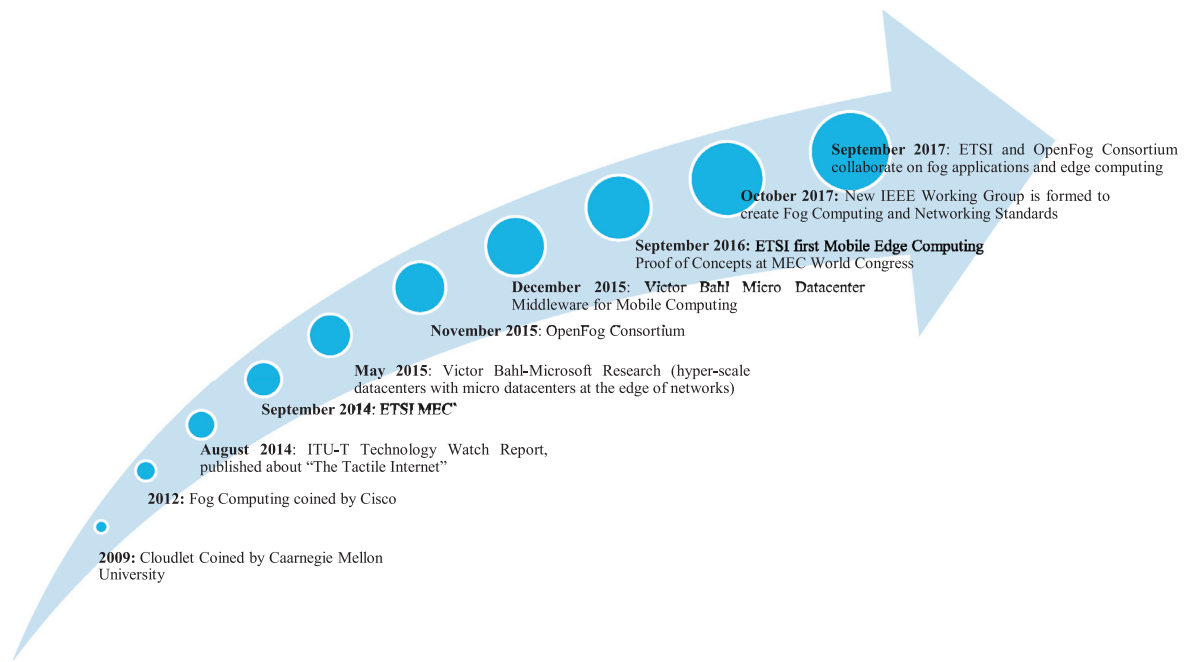 September 2017: ETSI and OpenFog Consortium
collaborate on fog applications and edge computing
October 2017: New IEEE Working Group is formed to
create Fog Computing and Networking Standards
September 2016: ETSI first Mobile Edge Computing
Proof of Concepts at MEC World Congress
December 2015: Victor Bahl Micro Datacenter
Middleware for Mobile Computing
November 2015: OpenFog Consortium
May 2015: Victor Bahl-Microsoft Research (hyper-scale
datacenters with micro datacenters at the edge of networks)
September 2014: ETSI MEC
August 2014: ITU-T Technology Watch Report,
published about “The Tactile Internet”
2012: Fog Computing coined by Cisco
2009: Cloudlet Coined by Caarnegie Mellon
University